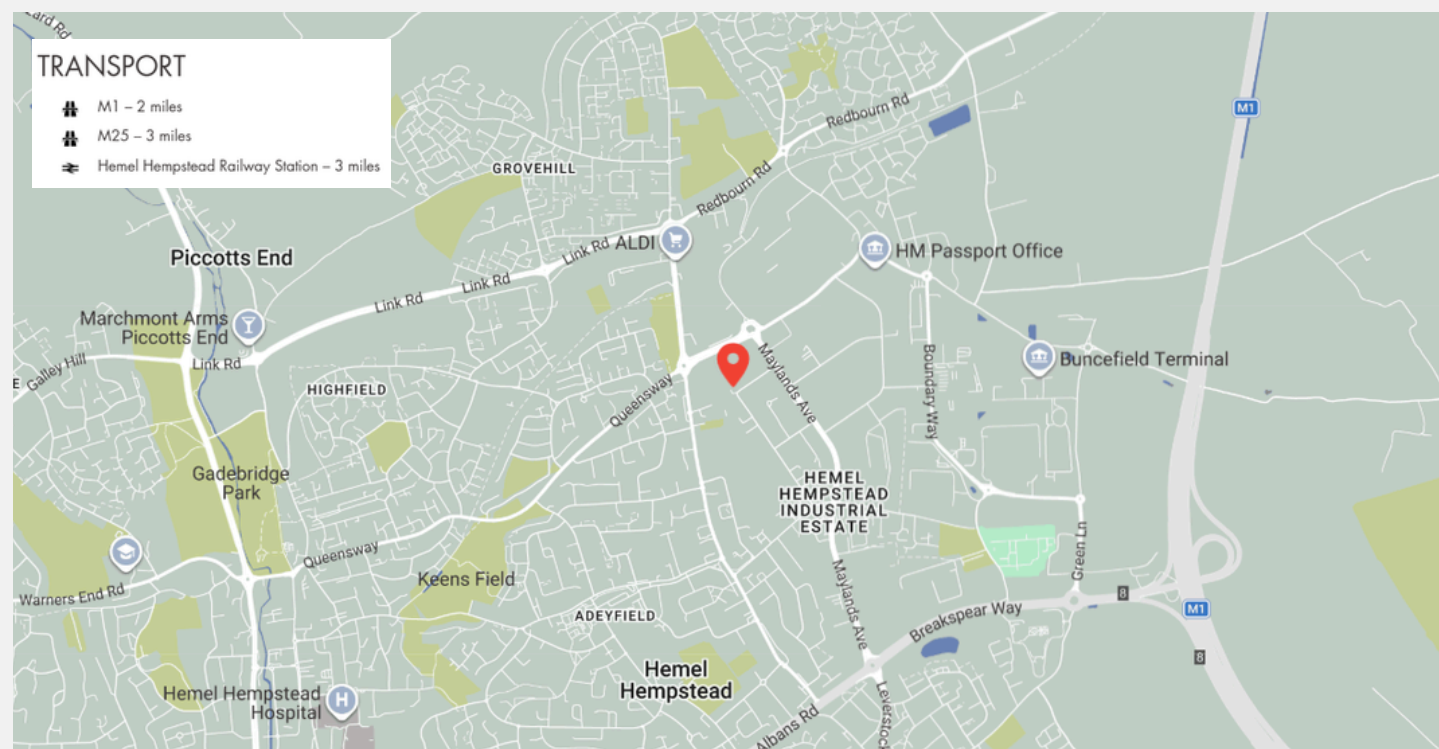 zard Rd
TRANSPORT
M1 – 2 miles
M25 – 3 miles
Hemel Hempstead Railway Station – 3 miles
Redbourn Rd
M1
GROVEHILL
Redbourn Rd
Link Rd
ALDI
HM Passport Office
Piccotts End
Link Rd
Link Rd
Marchmont Arms
Piccotts End
Link Rd
E
Galley Hill
Maylands Ave
Boundary Way
Buncefield Terminal
HIGHFIELD
Queensway
Gadebridge
Park
HEMEL
HEMPSTEAD
INDUSTRIAL
ESTATE
Queensway
Green Ln
Keens Field
Warners End Rd
Maylands Ave
8
M1
Breakspear Way
ADEYFIELD
8
Hemel
Hempstead
Hemel Hempstead
Hospital
H
Albans Rd
Leverstock